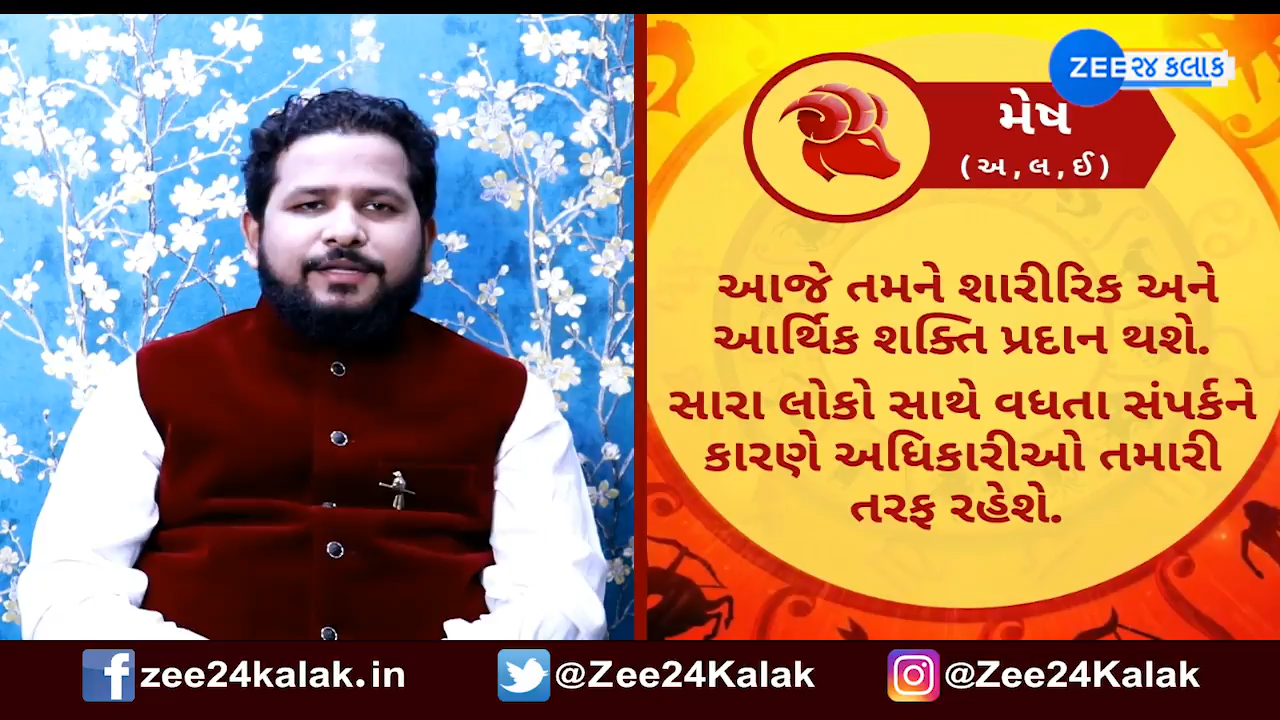 ZEE ૨૪ કલાક
મેષ
(અ, લ, ઈ)
આજે તમને શારીરિક અને
આર્થિક શક્તિ પ્રદાન થશે.
સારા લોકો સાથે વધતા સંપર્કને
કારણે અધિકારીઓ તમારી
તરફ રહેશે.
zee24kalak.in
@Zee24Kalak
@Zee24Kalak